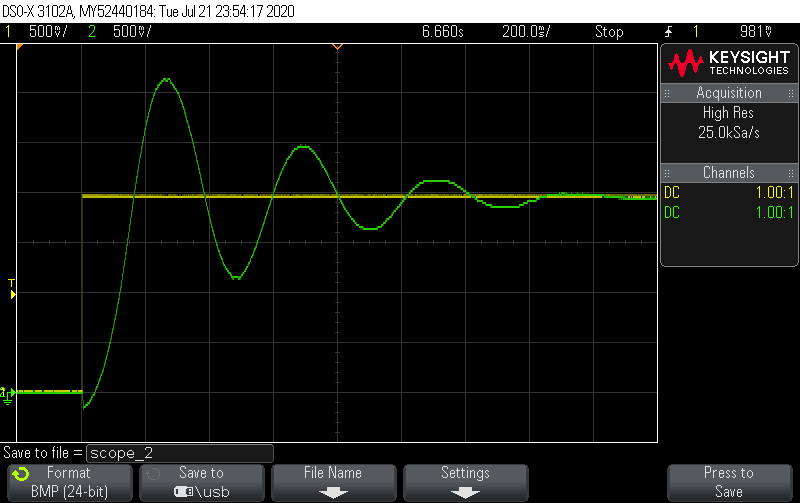 DSO-X 3102A, MY52440184: Tue Jul 21 23:54:17 2020
1 500mV/ 2 500mV/ 6.660s 200.0ms/ Stop 1 981mV
KEYSIGHT
TECHNOLOGIES
Acquisition
High Res
25.0kSa/s
Channels
DC 1.00:1
DC 1.00:1
T
Save to file = scope_2
Format
BMP (24-bit)
Save to
\usb
File Name
Settings
Press to
Save